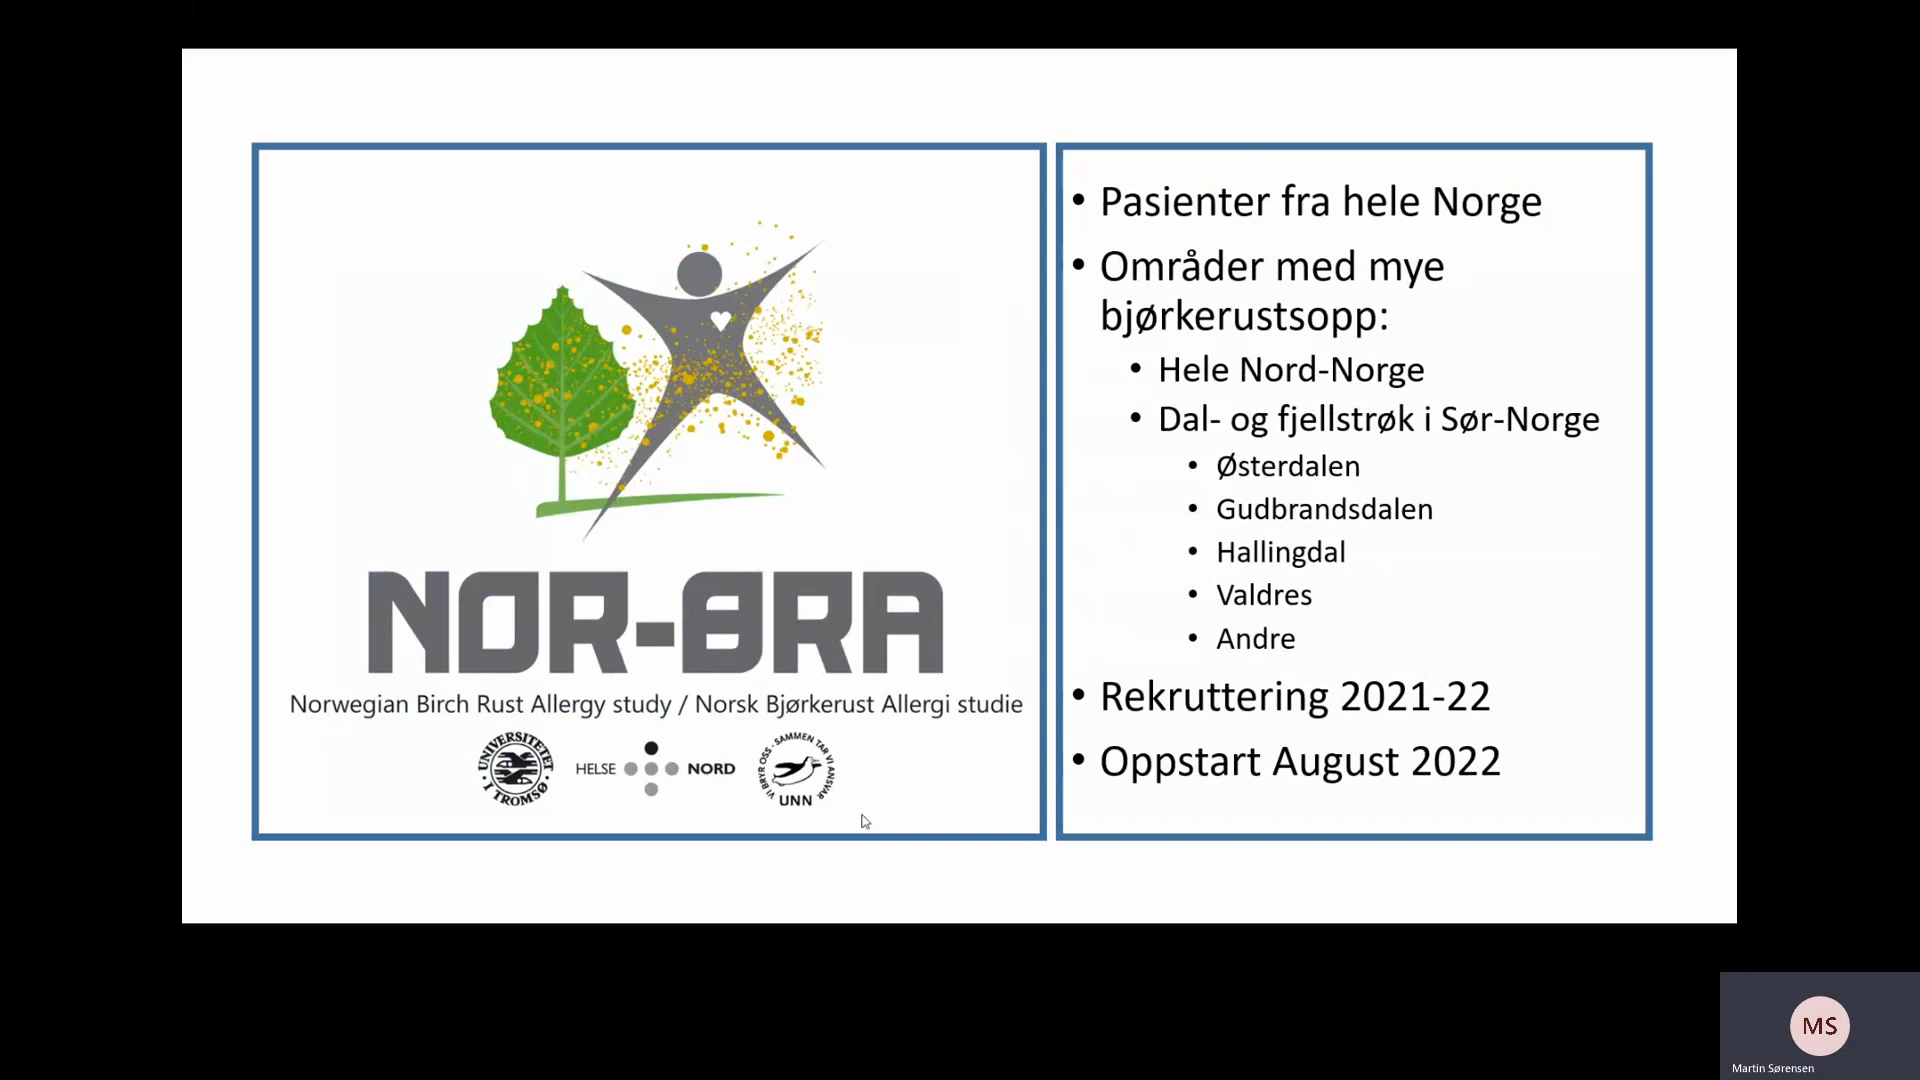 NOR-BRA
Norwegian Birch Rust Allergy study / Norsk Bjørkerust Allergi studie
UNIVERSITETET I TROMSØ
HELSE NORD
VI BRYR OSS - SAMMEN TAR VI ANSVAR
UNN
• Pasienter fra hele Norge
• Områder med mye
bjørkerustsopp:
• Hele Nord-Norge
• Dal- og fjellstrøk i Sør-Norge
• Østerdalen
• Gudbrandsdalen
• Hallingdal
• Valdres
• Andre
• Rekruttering 2021-22
• Oppstart August 2022
MS
Martin Sørensen